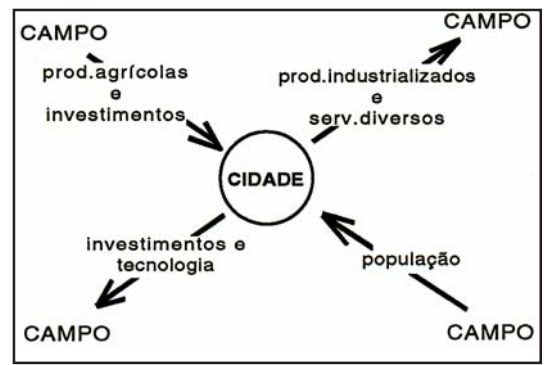 CAMPO
prod.agrícolas
e
investimentos
CAMPO
prod.industrializados
e
serv.diversos
CIDADE
investimentos e
tecnologia
CAMPO
população
CAMPO